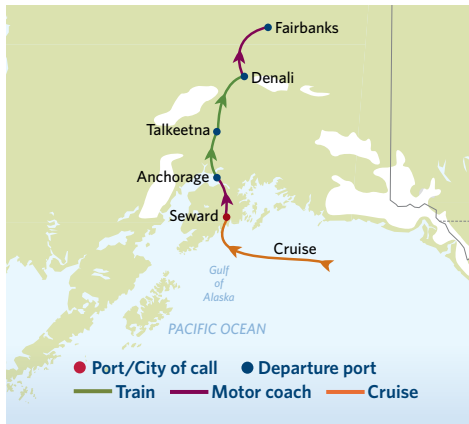 Fairbanks
Denali
Talkeetna
Anchorage
Seward
Cruise
Gulf
of
Alaska
PACIFIC OCEAN
Port/City of call Departure port
Train Motor coach Cruise